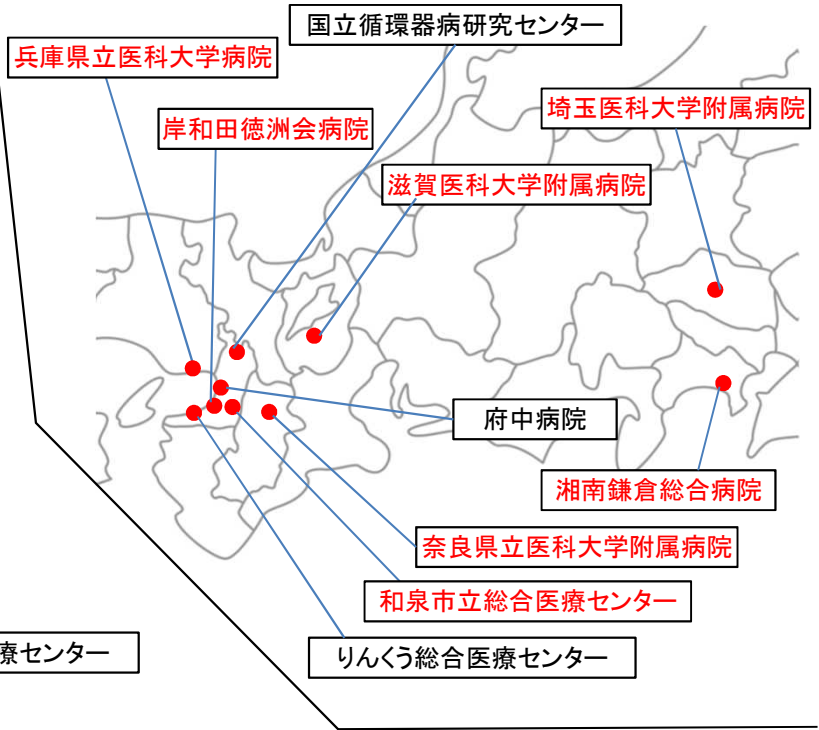 国立循環器病研究センター
兵庫県立医科大学病院
埼玉医科大学附属病院
岸和田徳洲会病院
滋賀医科大学附属病院
府中病院
湘南鎌倉総合病院
奈良県立医科大学附属病院
和泉市立総合医療センター
療センター
りんくう総合医療センター